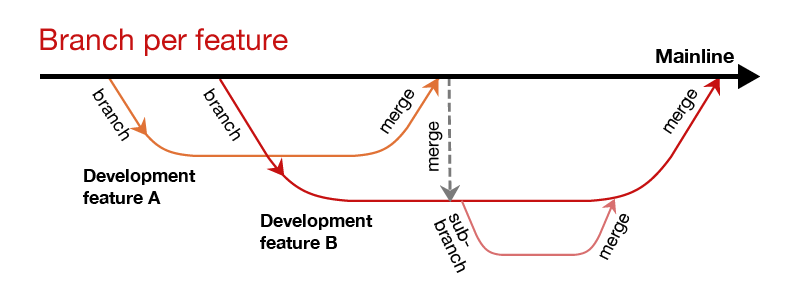 Branch per feature
Mainline
branch
branch
merge
merge
merge
Development
feature A
Development
feature B
sub-
branch
merge